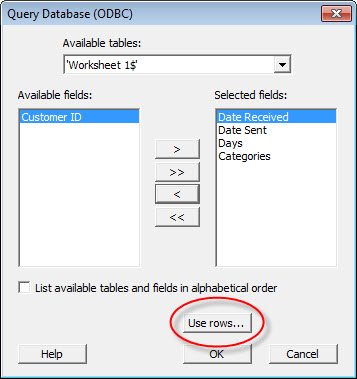 Query Database (ODBC)
Available tables:
'Worksheet 1$'
Available fields:
Selected fields:
Customer ID
Date Received
Date Sent
Days
Categories
>
>>
<
<<
List available tables and fields in alphabetical order
Use rows...
Help
OK
Cancel